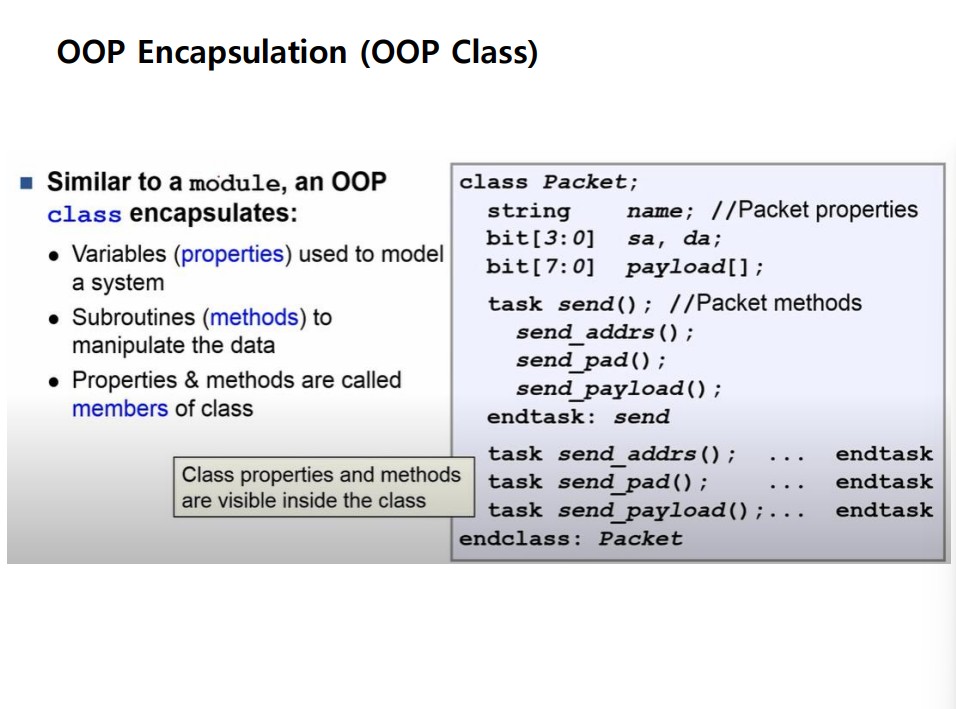 OOP Encapsulation (OOP Class)
Similar to a module, an OOP
class encapsulates:
• Variables (properties) used to model
a system
• Subroutines (methods) to
manipulate the data
• Properties & methods are called
members of class
Class properties and methods
are visible inside the class
class Packet;
string name; //Packet properties
bit[3:0] sa, da;
bit[7:0] payload[];
task send(); //Packet methods
send_addrs();
send_pad();
send_payload();
endtask: send
task send_addrs(); ... endtask
task send_pad(); ... endtask
task send_payload();... endtask
endclass: Packet